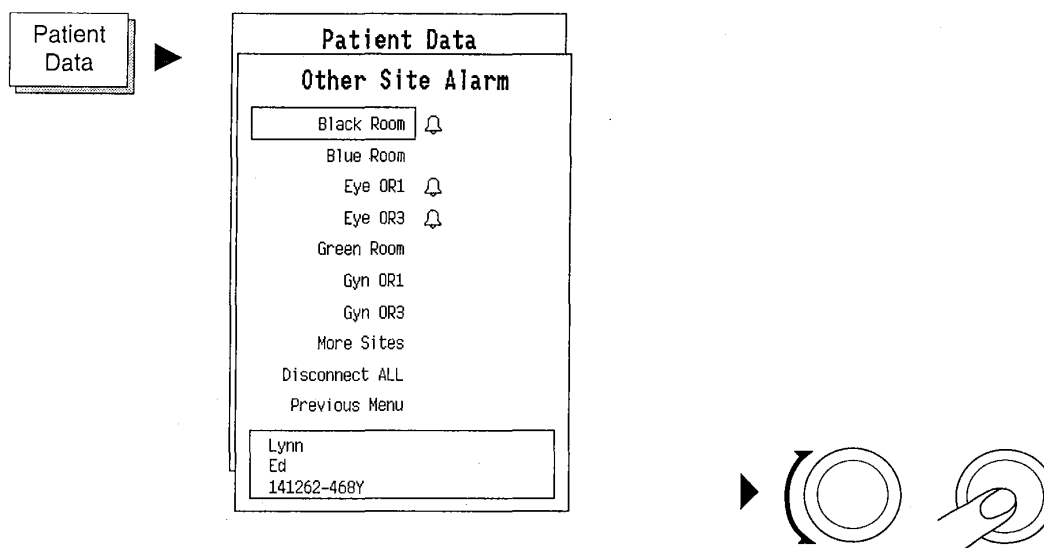 Patient
Data
Patient Data
Other Site Alarm
Black Room
Blue Room
Eye OR1
Eye OR3
Green Room
Gyn OR1
Gyn OR3
More Sites
Disconnect ALL
Previous Menu
Lynn
Ed
141262-468Y